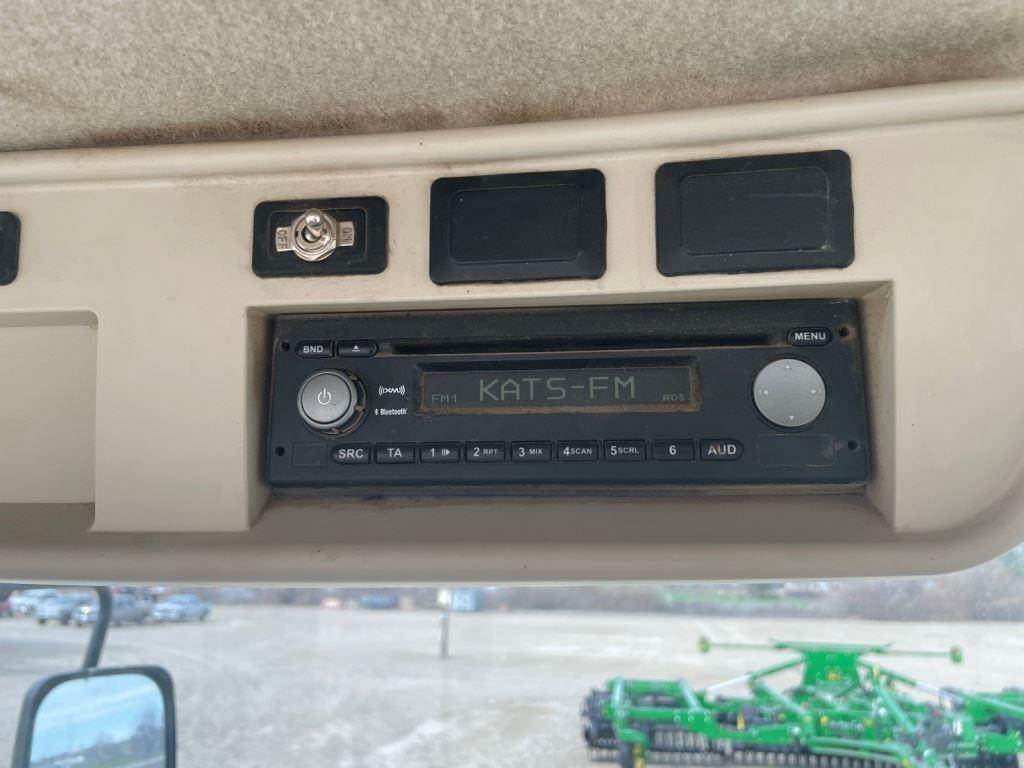 OFF ON
BND ▲ MENU
((XM))
FM1 KATS-FM RDS
Bluetooth
SRC TA 1 2 RPT 3 MIX 4 SCAN 5 SCRL 6 AUD